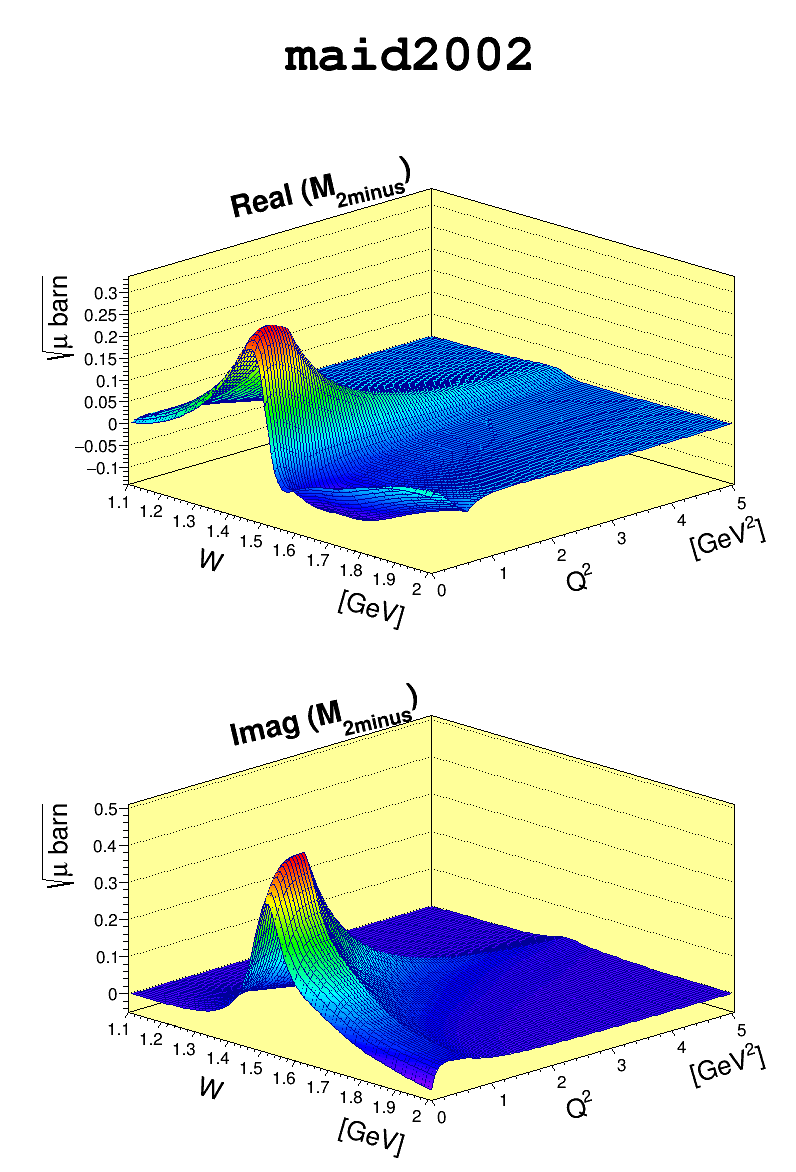 maid2002
Real (M2minus)
√μ barn
0.3
0.25
0.2
0.15
0.1
0.05
0
−0.05
−0.1
1.1 1.2 1.3 1.4 1.5 1.6 1.7 1.8 1.9 2
W
[GeV]
0 1 2 3 4 5
Q2
[GeV2]
Imag (M2minus)
√μ barn
0.5
0.4
0.3
0.2
0.1
0
1.1 1.2 1.3 1.4 1.5 1.6 1.7 1.8 1.9 2
W
[GeV]
0 1 2 3 4 5
Q2
[GeV2]